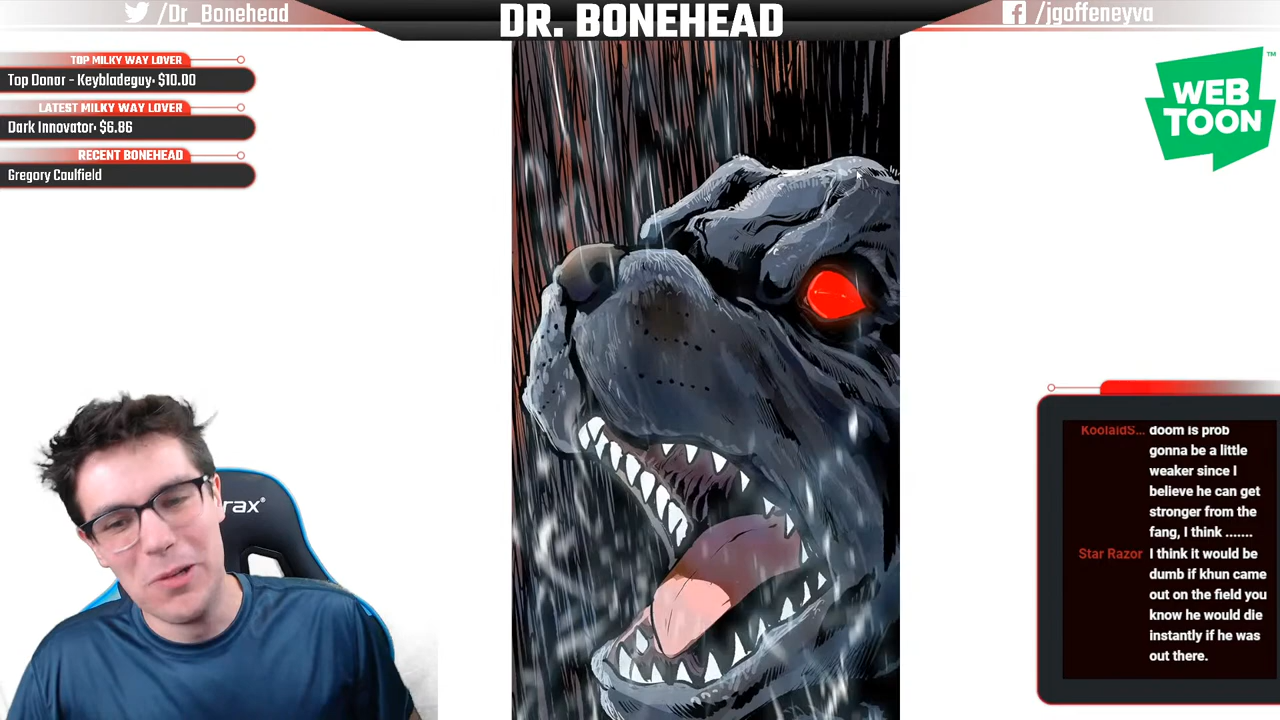 /Dr_Bonehead
DR. BONEHEAD
/jgoffeneyva
TOP MILKY WAY LOVER
Top Donor - Keybladeguy: $10.00
LATEST MILKY WAY LOVER
Dark Innovator: $6.86
RECENT BONEHEAD
Gregory Caulfield
WEB
TOON
TM
rax®
KoolaidS... doom is prob
gonna be a little
weaker since I
believe he can get
stronger from the
fang, I think .......
Star Razor I think it would be
dumb if khun came
out on the field you
know he would die
instantly if he was
out there.